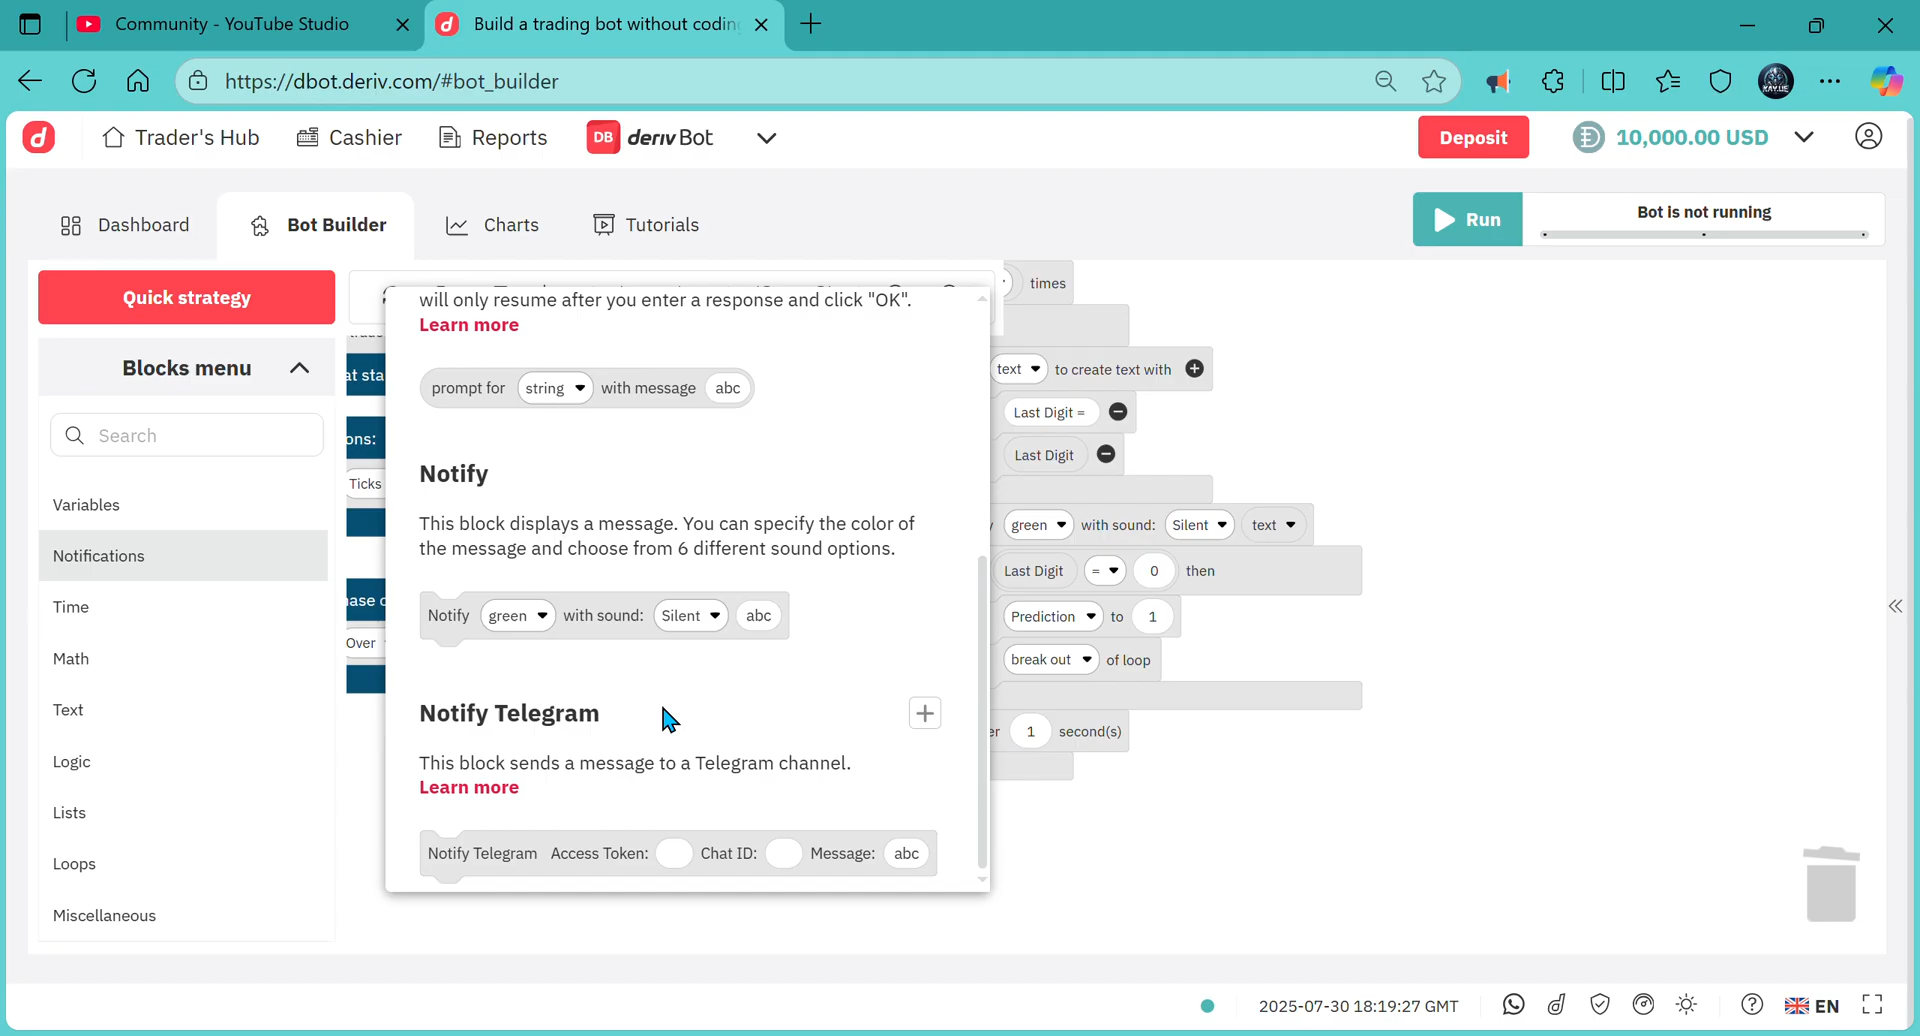 Community - YouTube Studio
Build a trading bot without coding
https://dbot.deriv.com/#bot_builder
Trader's Hub
Cashier
Reports
DB deriv Bot
Deposit
10,000.00 USD
Dashboard
Bot Builder
Charts
Tutorials
Run
Bot is not running
Quick strategy
Blocks menu
Search
Variables
Notifications
Time
Math
Text
Logic
Lists
Loops
Miscellaneous
at sta
ons:
Ticks
ase c
Over
will only resume after you enter a response and click "OK".
Learn more
prompt for string with message abc
Notify
This block displays a message. You can specify the color of
the message and choose from 6 different sound options.
Notify green with sound: Silent abc
Notify Telegram
This block sends a message to a Telegram channel.
Learn more
Notify Telegram Access Token: Chat ID: Message: abc
times
text to create text with
Last Digit =
Last Digit
green with sound: Silent text
Last Digit = 0 then
Prediction to 1
break out of loop
er 1 second(s)
2025-07-30 18:19:27 GMT
EN